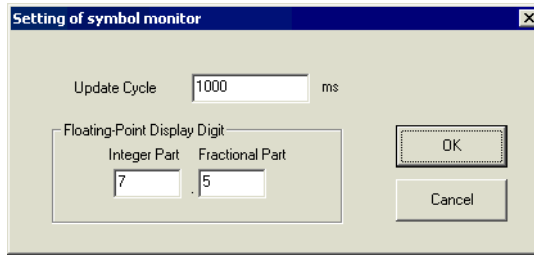 Setting of symbol monitor
Update Cycle 1000 ms
Floating-Point Display Digit
Integer Part Fractional Part
7 . 5
OK
Cancel